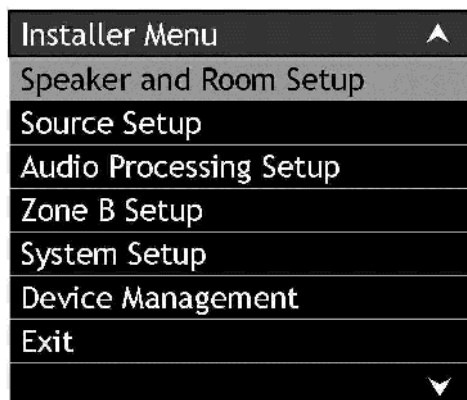 Installer Menu
Speaker and Room Setup
Source Setup
Audio Processing Setup
Zone B Setup
System Setup
Device Management
Exit